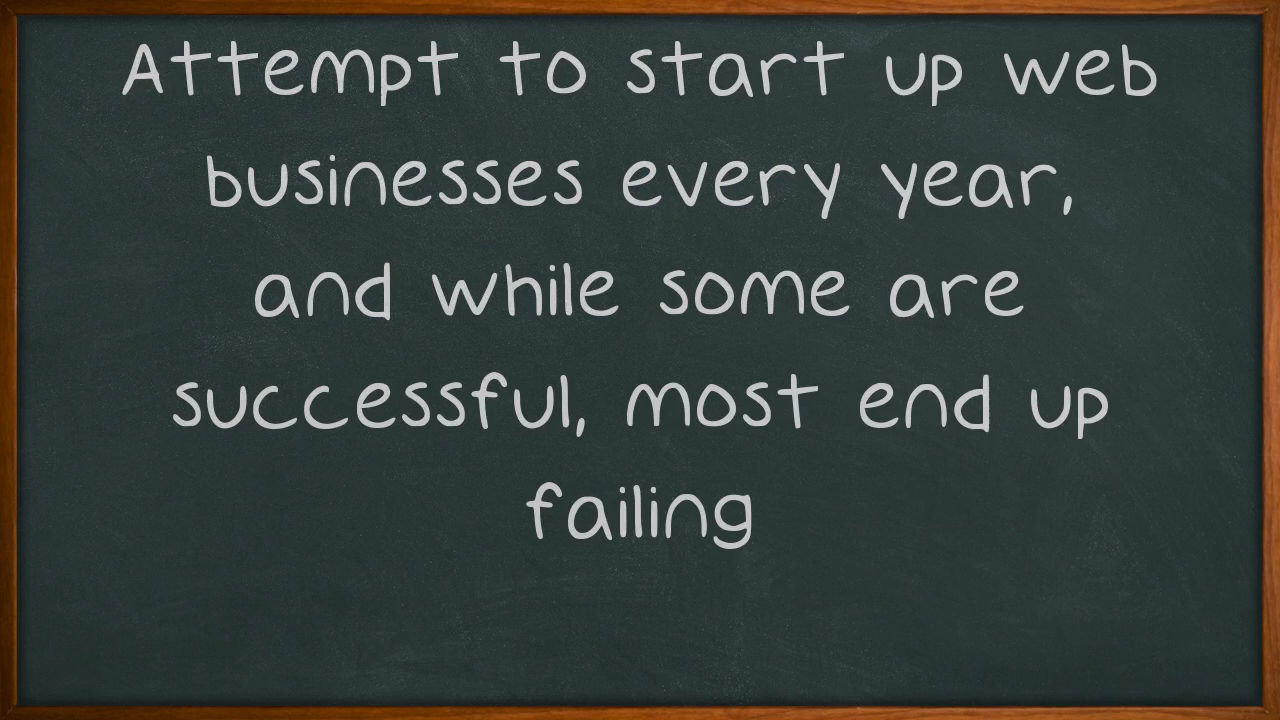 Attempt to start up web
businesses every year,
and while some are
successful, most end up
failing